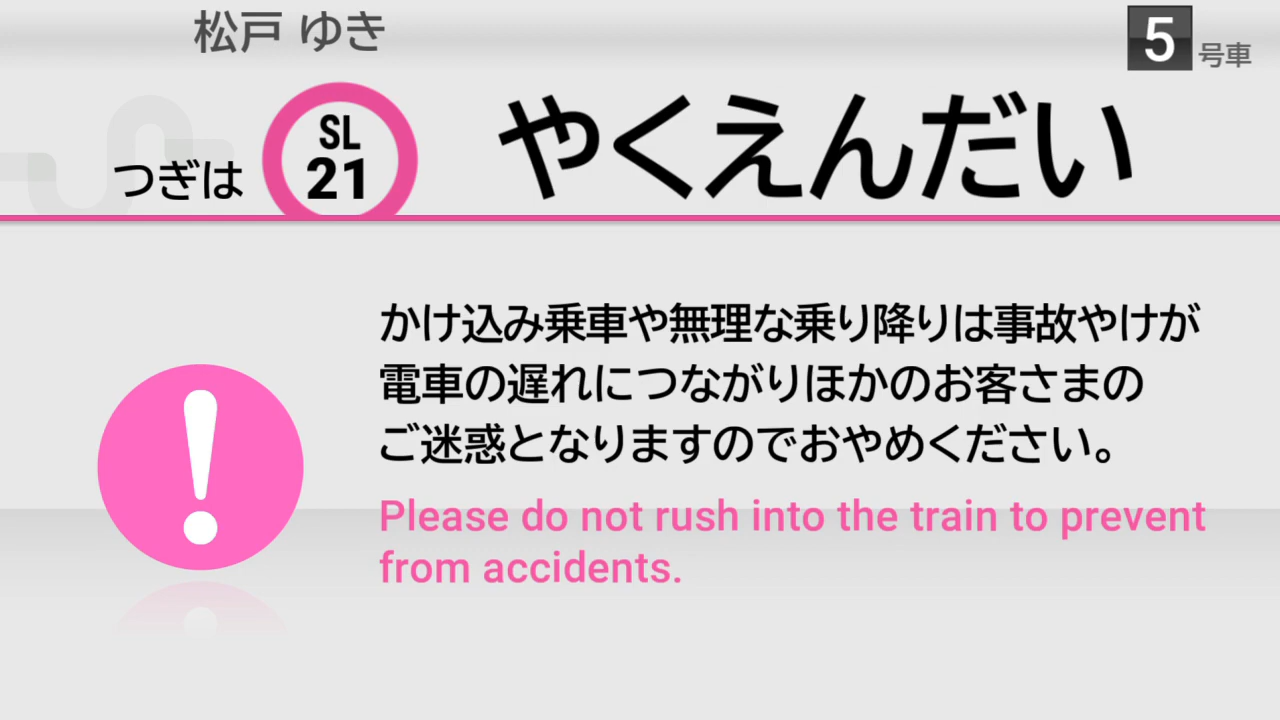 松戸 ゆき
5 号車
つぎは
SL
21
やくえんだい
かけ込み乗車や無理な乗り降りは事故やけが
電車の遅れにつながりほかのお客さまの
ご迷惑となりますのでおやめください。
Please do not rush into the train to prevent
from accidents.